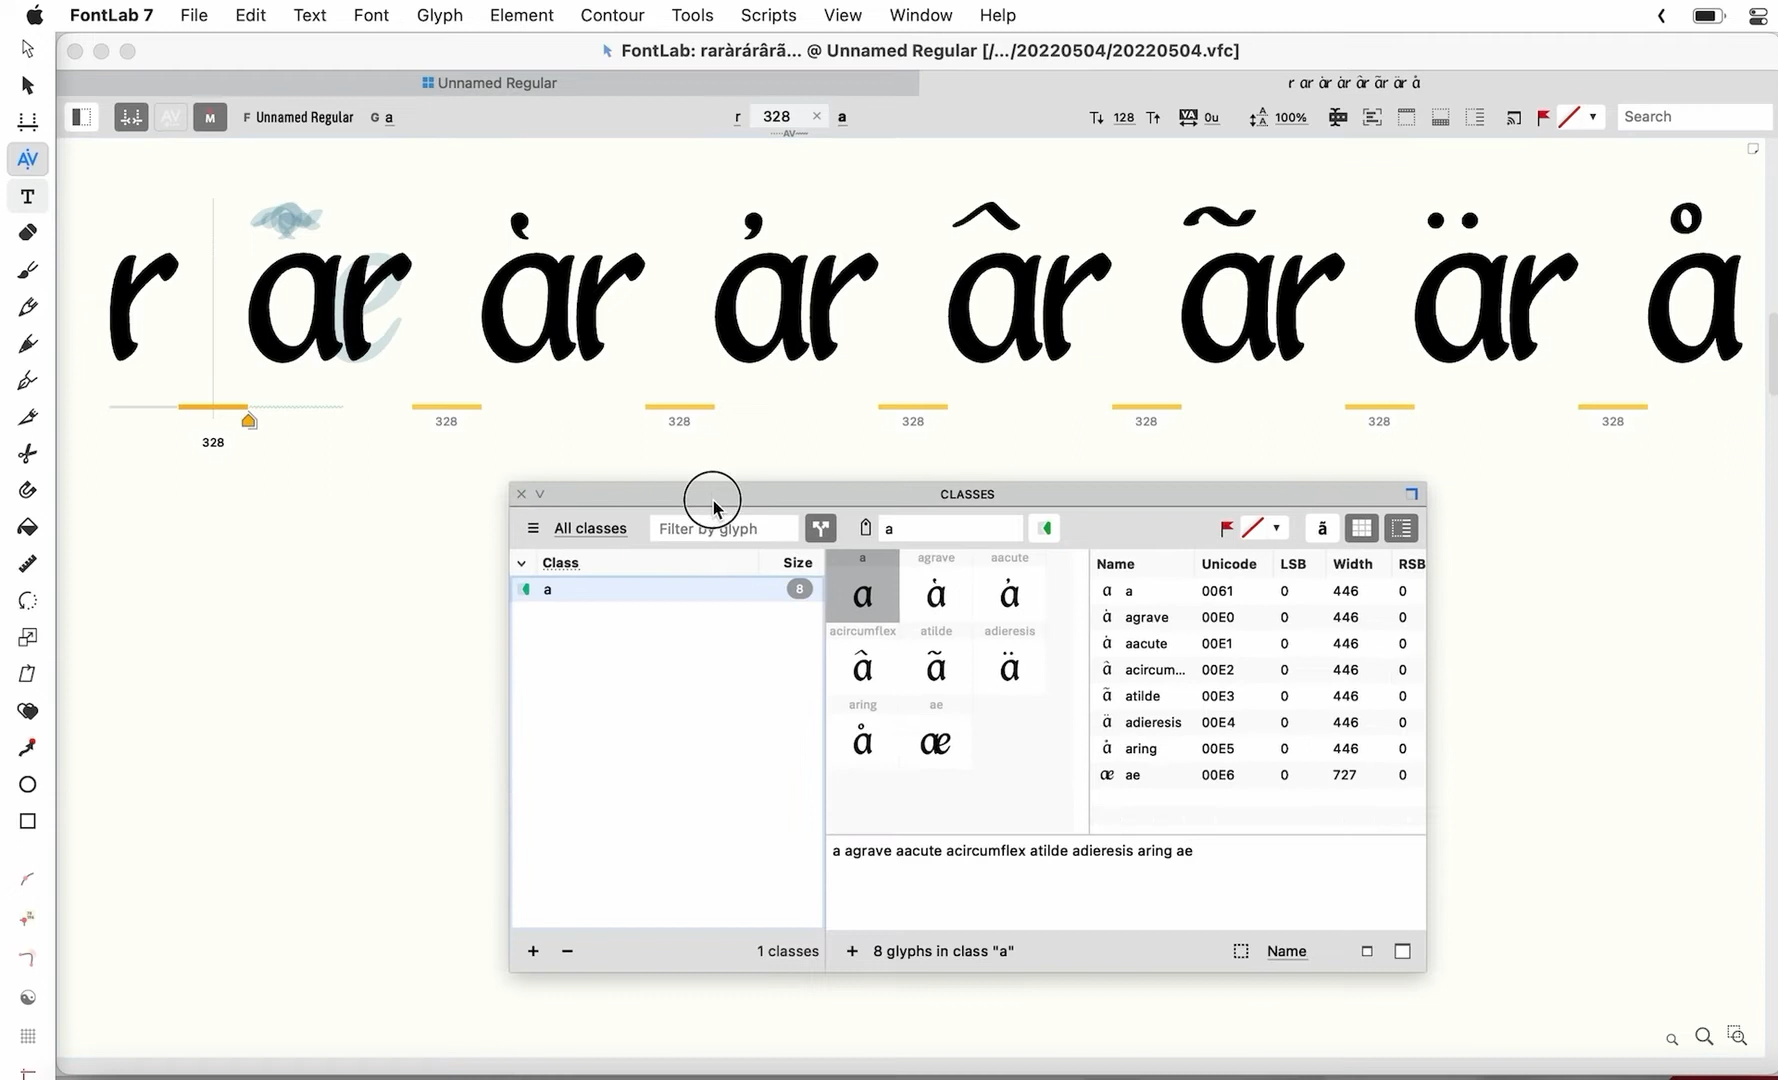 FontLab 7 File Edit Text Font Glyph Element Contour Tools Scripts View Window Help
FontLab: raràrárârã... @ Unnamed Regular [/.../20220504/20220504.vfc]
Unnamed Regular
r ar àr ár âr ãr är å
F Unnamed Regular G a
r 328 × a
AV
128
0u
100%
Search
r ar àr ár âr ãr är å
328 328 328 328 328 328 328
CLASSES
All classes
Filter by glyph
a
ã
Class Size
a 8
a agrave aacute
a à á
acircumflex atilde adieresis
â ã ä
aring ae
å æ
Name Unicode LSB Width RSB
a a 0061 0 446 0
à agrave 00E0 0 446 0
á aacute 00E1 0 446 0
â acircum... 00E2 0 446 0
ã atilde 00E3 0 446 0
ä adieresis 00E4 0 446 0
å aring 00E5 0 446 0
æ ae 00E6 0 727 0
a agrave aacute acircumflex atilde adieresis aring ae
+ − 1 classes
+ 8 glyphs in class "a"
Name